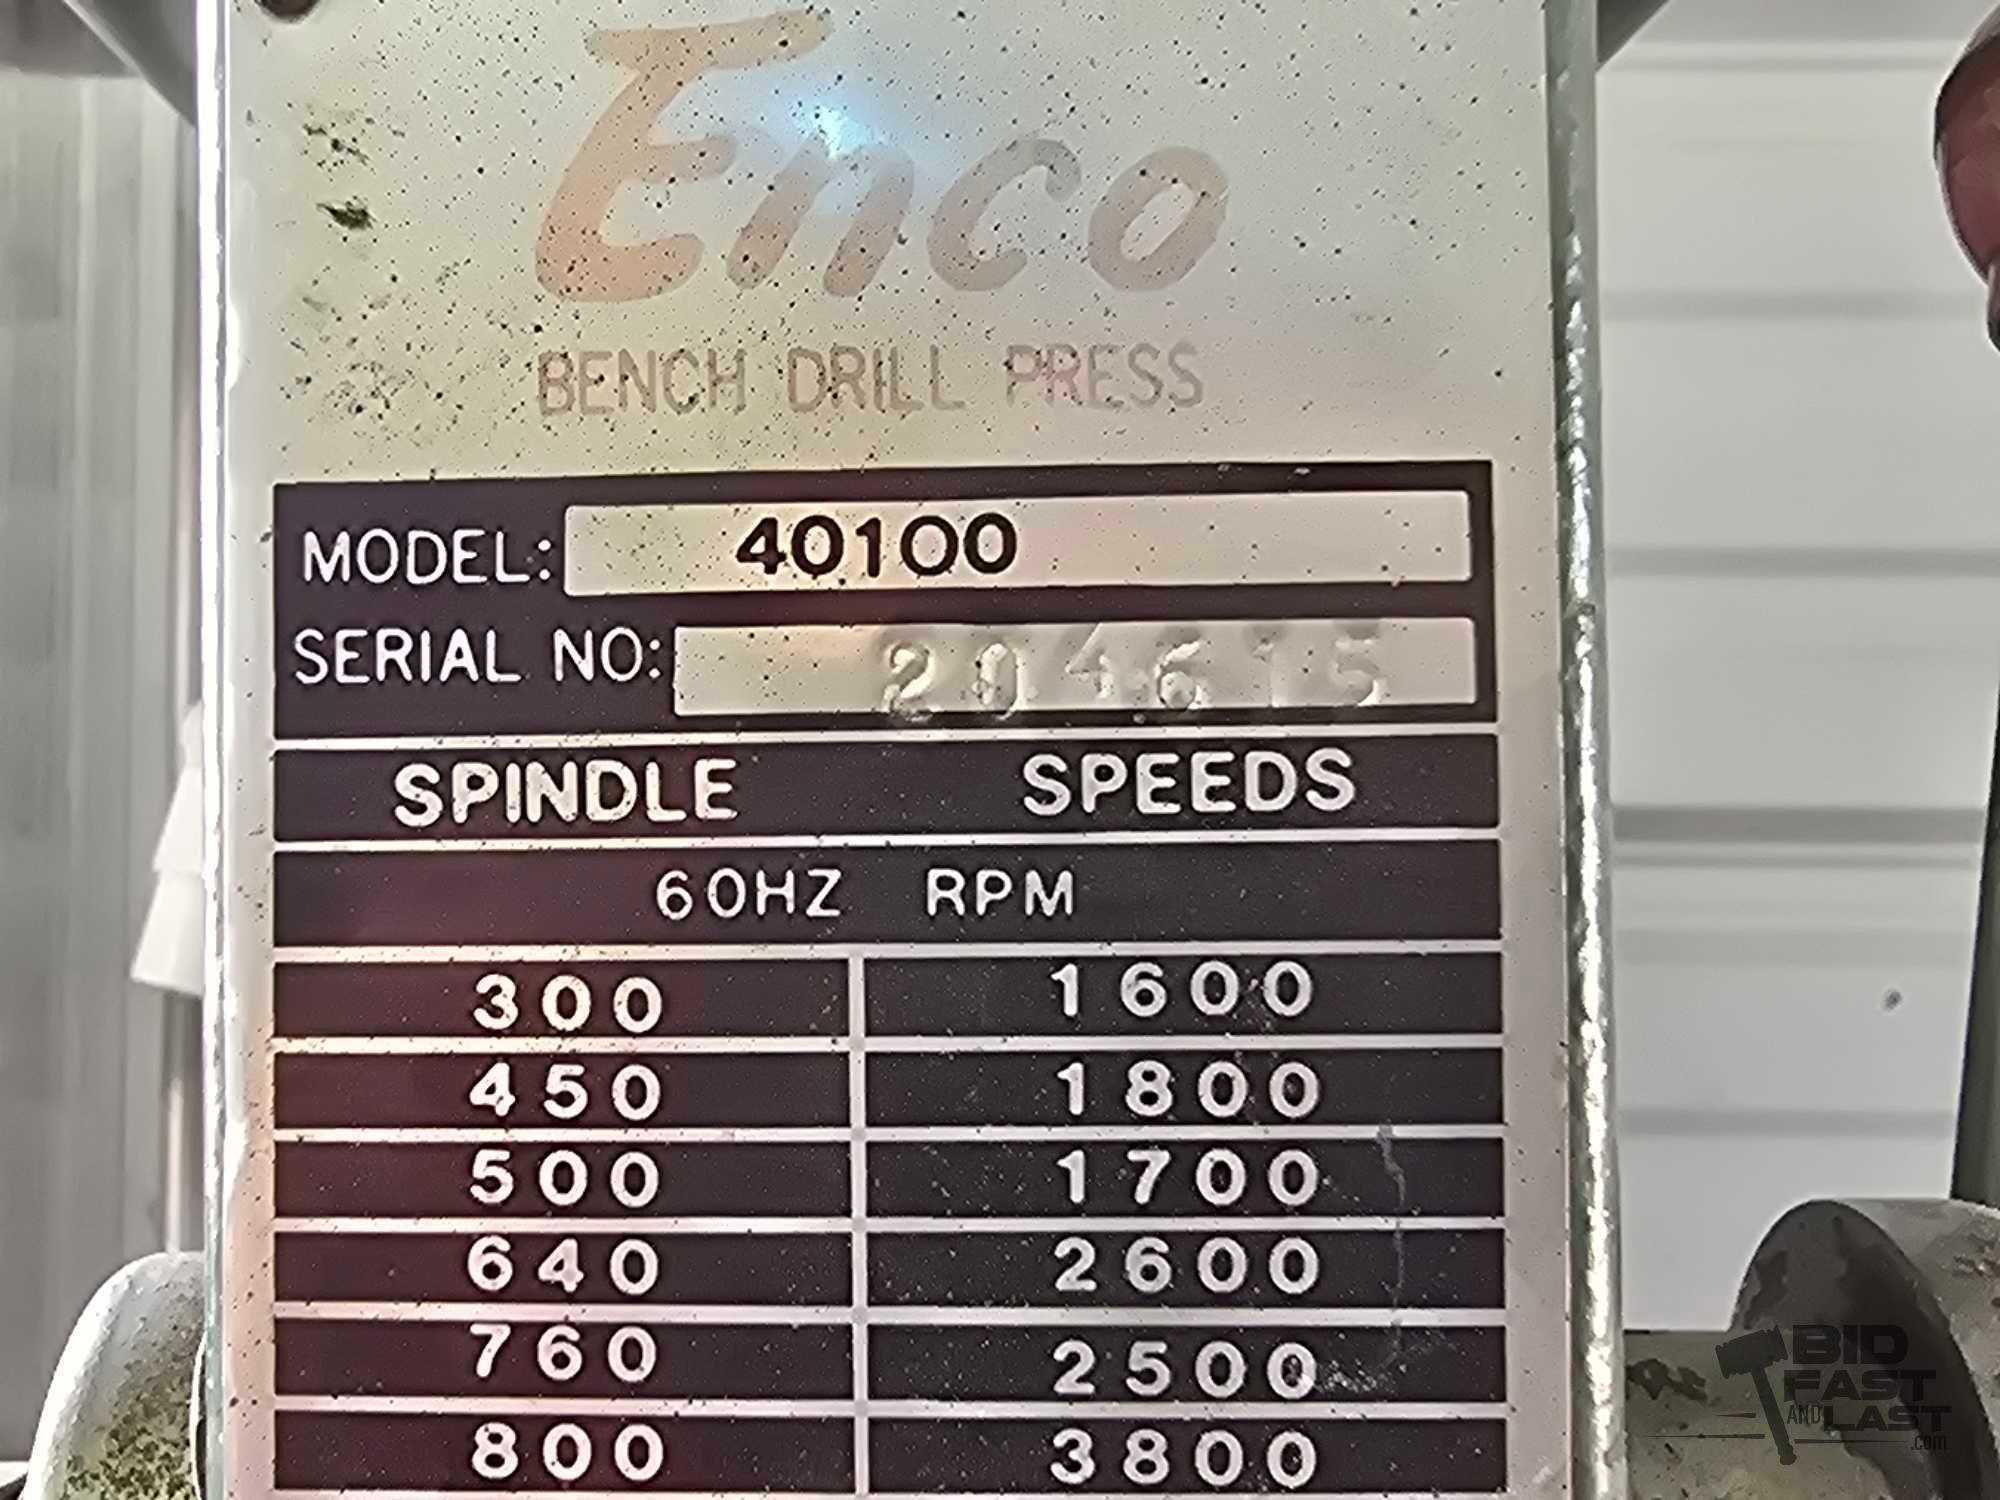 Enco
BENCH DRILL PRESS
MODEL: 40100
SERIAL NO: 204615
SPINDLE SPEEDS
60HZ RPM
300 1600
450 1800
500 1700
640 2600
760 2500
800 3800
BID
FAST
AND LAST
.com